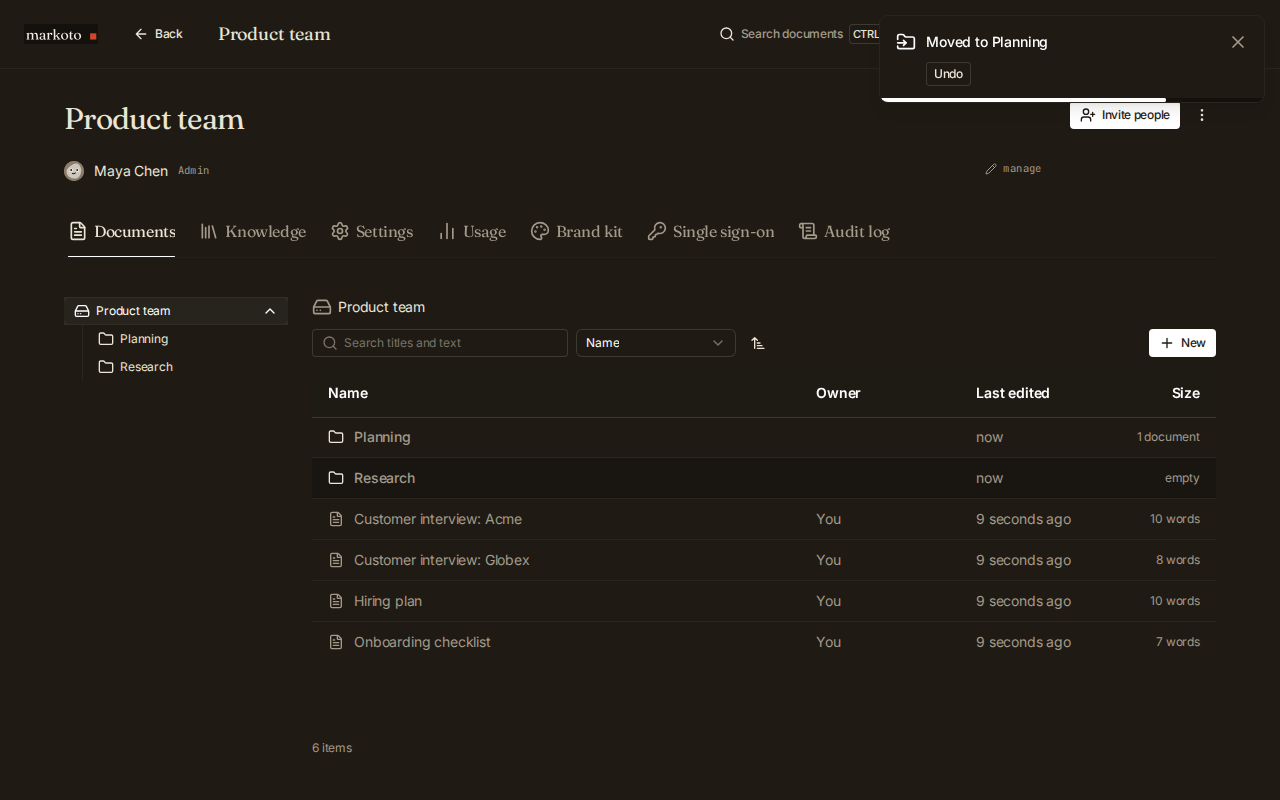 markoto
Back
Product team
Search documents
CTRL
Moved to Planning
Undo
Product team
Invite people
Maya Chen
Admin
manage
Documents
Knowledge
Settings
Usage
Brand kit
Single sign-on
Audit log
Product team
Planning
Research
Product team
Search titles and text
Name
New
Name Owner Last edited Size
Planning now 1 document
Research now empty
Customer interview: Acme You 9 seconds ago 10 words
Customer interview: Globex You 9 seconds ago 8 words
Hiring plan You 9 seconds ago 10 words
Onboarding checklist You 9 seconds ago 7 words
6 items